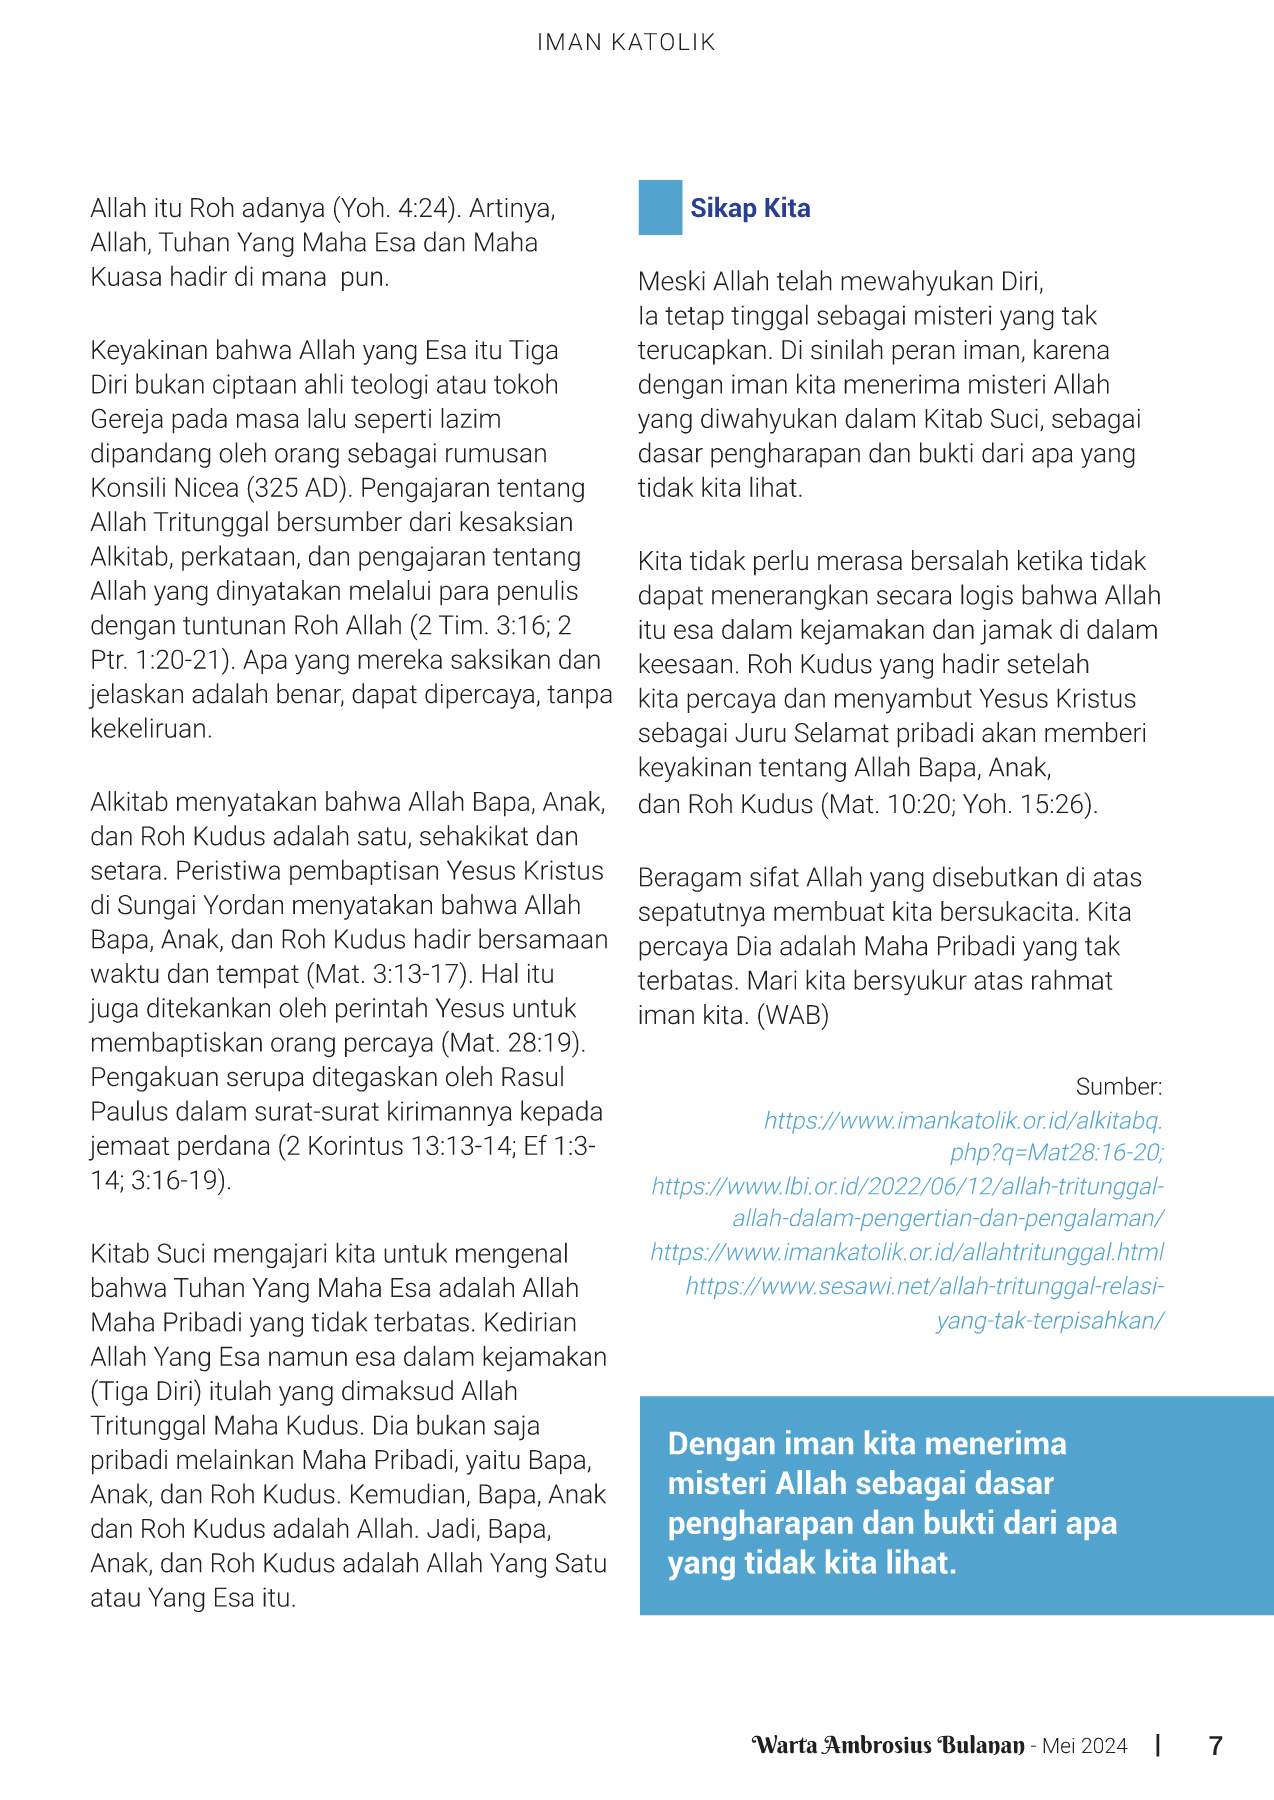 IMAN KATOLIK
Allah itu Roh adanya (Yoh. 4:24). Artinya,
Allah, Tuhan Yang Maha Esa dan Maha
Kuasa hadir di mana  pun.
Keyakinan bahwa Allah yang Esa itu Tiga
Diri bukan ciptaan ahli teologi atau tokoh
Gereja pada masa lalu seperti lazim
dipandang oleh orang sebagai rumusan
Konsili Nicea (325 AD). Pengajaran tentang
Allah Tritunggal bersumber dari kesaksian
Alkitab, perkataan, dan pengajaran tentang
Allah yang dinyatakan melalui para penulis
dengan tuntunan Roh Allah (2 Tim. 3:16; 2
Ptr. 1:20-21). Apa yang mereka saksikan dan
jelaskan adalah benar, dapat dipercaya, tanpa
kekeliruan.
Alkitab menyatakan bahwa Allah Bapa, Anak,
dan Roh Kudus adalah satu, sehakikat dan
setara. Peristiwa pembaptisan Yesus Kristus
di Sungai Yordan menyatakan bahwa Allah
Bapa, Anak, dan Roh Kudus hadir bersamaan
waktu dan tempat (Mat. 3:13-17). Hal itu
juga ditekankan oleh perintah Yesus untuk
membaptiskan orang percaya (Mat. 28:19).
Pengakuan serupa ditegaskan oleh Rasul
Paulus dalam surat-surat kirimannya kepada
jemaat perdana (2 Korintus 13:13-14; Ef 1:3-
14; 3:16-19).
Kitab Suci mengajari kita untuk mengenal
bahwa Tuhan Yang Maha Esa adalah Allah
Maha Pribadi yang tidak terbatas. Kedirian
Allah Yang Esa namun esa dalam kejamakan
(Tiga Diri) itulah yang dimaksud Allah
Tritunggal Maha Kudus. Dia bukan saja
pribadi melainkan Maha Pribadi, yaitu Bapa,
Anak, dan Roh Kudus. Kemudian, Bapa, Anak
dan Roh Kudus adalah Allah. Jadi, Bapa,
Anak, dan Roh Kudus adalah Allah Yang Satu
atau Yang Esa itu.
Sikap Kita
Meski Allah telah mewahyukan Diri,
Ia tetap tinggal sebagai misteri yang tak
terucapkan. Di sinilah peran iman, karena
dengan iman kita menerima misteri Allah
yang diwahyukan dalam Kitab Suci, sebagai
dasar pengharapan dan bukti dari apa yang
tidak kita lihat.
Kita tidak perlu merasa bersalah ketika tidak
dapat menerangkan secara logis bahwa Allah
itu esa dalam kejamakan dan jamak di dalam
keesaan. Roh Kudus yang hadir setelah
kita percaya dan menyambut Yesus Kristus
sebagai Juru Selamat pribadi akan memberi
keyakinan tentang Allah Bapa, Anak,
dan Roh Kudus (Mat. 10:20; Yoh. 15:26).
Beragam sifat Allah yang disebutkan di atas
sepatutnya membuat kita bersukacita. Kita
percaya Dia adalah Maha Pribadi yang tak
terbatas. Mari kita bersyukur atas rahmat
iman kita. (WAB)
Sumber:
https://www.imankatolik.or.id/alkitabq.
php?q=Mat28:16-20;
https://www.lbi.or.id/2022/06/12/allah-tritunggal-
allah-dalam-pengertian-dan-pengalaman/
https://www.imankatolik.or.id/allahtritunggal.html
https://www.sesawi.net/allah-tritunggal-relasi-
yang-tak-terpisahkan/
Dengan iman kita menerima
misteri Allah sebagai dasar
pengharapan dan bukti dari apa
yang tidak kita lihat.
Warta Ambrosius Bulanan - Mei 2024 | 7